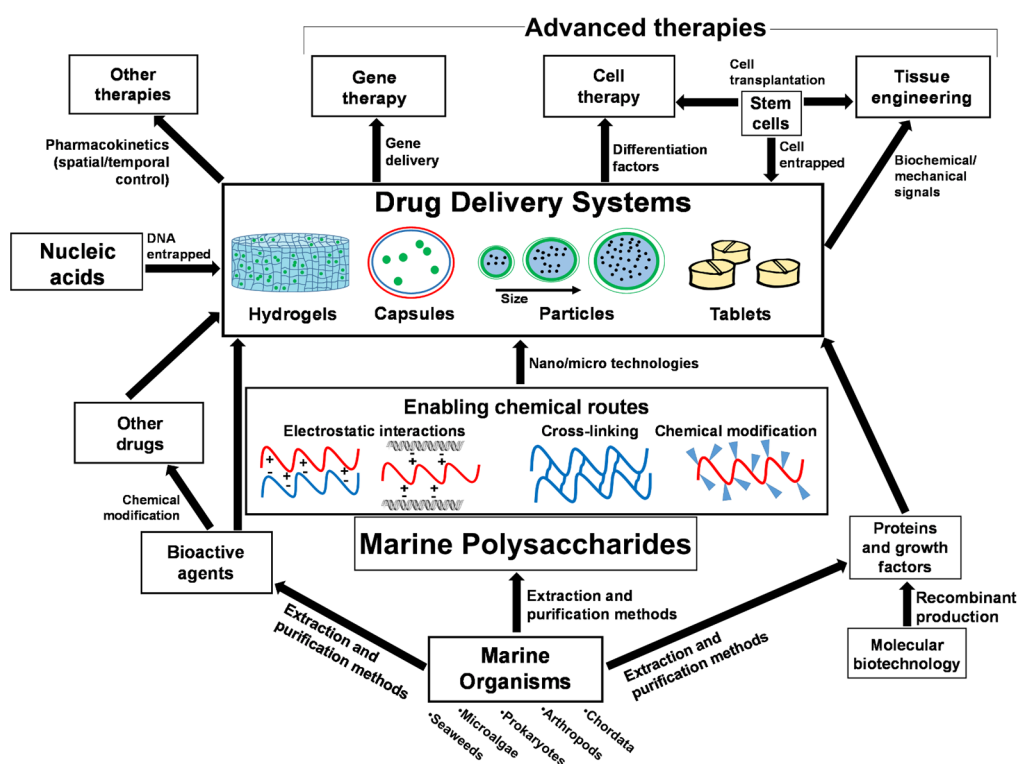 Advanced therapies
Other
therapies
Gene
therapy
Cell
therapy
Cell
transplantation
Stem
cells
Tissue
engineering
Pharmacokinetics
(spatial/temporal
control)
Gene
delivery
Differentiation
factors
Cell
entrapped
Biochemical/
mechanical
signals
Drug Delivery Systems
Nucleic
acids
DNA
entrapped
Size
Hydrogels
Capsules
Particles
Tablets
Nano/micro technologies
Other
drugs
Enabling chemical routes
Electrostatic interactions
Cross-linking
Chemical modification
+ + +
- - -
+ +
- -
- -
+ +
+ +
- -
Chemical
modification
Bioactive
agents
Marine Polysaccharides
Proteins
and growth
factors
Extraction and
purification methods
Extraction and
purification methods
Extraction and
purification methods
Recombinant
production
Molecular
biotechnology
Marine
Organisms
•Seaweeds
•Microalgae
•Prokaryotes
•Arthropods
•Chordata